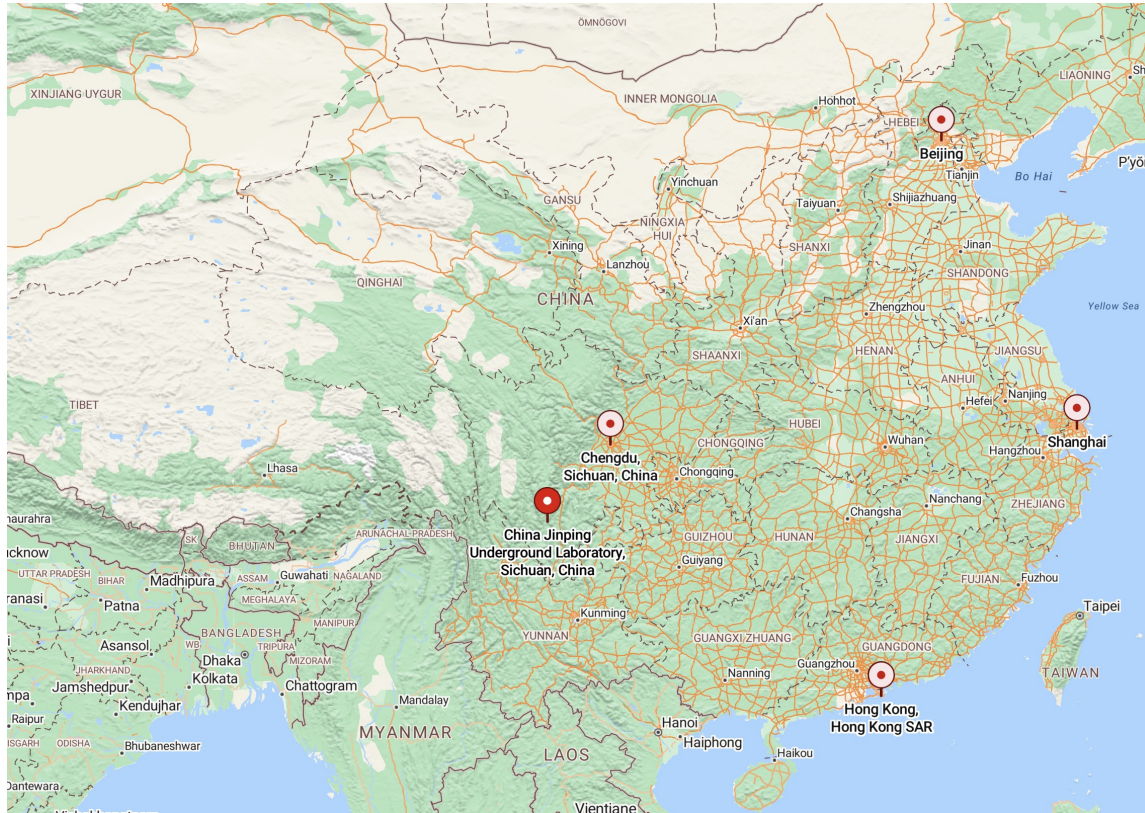 ÖMNÖGOVI
LIAONING
XINJIANG UYGUR
INNER MONGOLIA
Hohhot
HEBEI
Beijing
Tianjin
Bo Hai
Yinchuan
Taiyuan
Shijiazhuang
GANSU
NINGXIA
HUI
Xining
SHANXI
Jinan
Lanzhou
SHANDONG
QINGHAI
CHINA
Zhengzhou
Yellow Sea
Xi'an
SHAANXI
HENAN
JIANGSU
ANHUI
TIBET
Hefei
Nanjing
HUBEI
Shanghai
CHONGQING
Wuhan
Hangzhou
Chengdu,
Sichuan, China
Lhasa
Chongqing
Nanchang
ZHEJIANG
Changsha
China Jinping
Underground Laboratory,
Sichuan, China
ARUNACHAL PRADESH
SK
BHUTAN
GUIZHOU
HUNAN
JIANGXI
UTTAR PRADESH
BIHAR
Madhipura
ASSAM
Guwahati
NAGALAND
Guiyang
FUJIAN
Fuzhou
MEGHALAYA
Patna
Kunming
Taipei
MANIPUR
BANGLADESH
YUNNAN
GUANGXI ZHUANG
GUANGDONG
Asansol
WB
TRIPURA
Dhaka
MIZORAM
JHARKHAND
Guangzhou
TAIWAN
Jamshedpur
Kolkata
Chattogram
Nanning
Kendujhar
Mandalay
Hong Kong,
Hong Kong SAR
Raipur
MYANMAR
Hanoi
Haiphong
ODISHA
Bhubaneswar
LAOS
Haikou
Dantewara
Vientiane